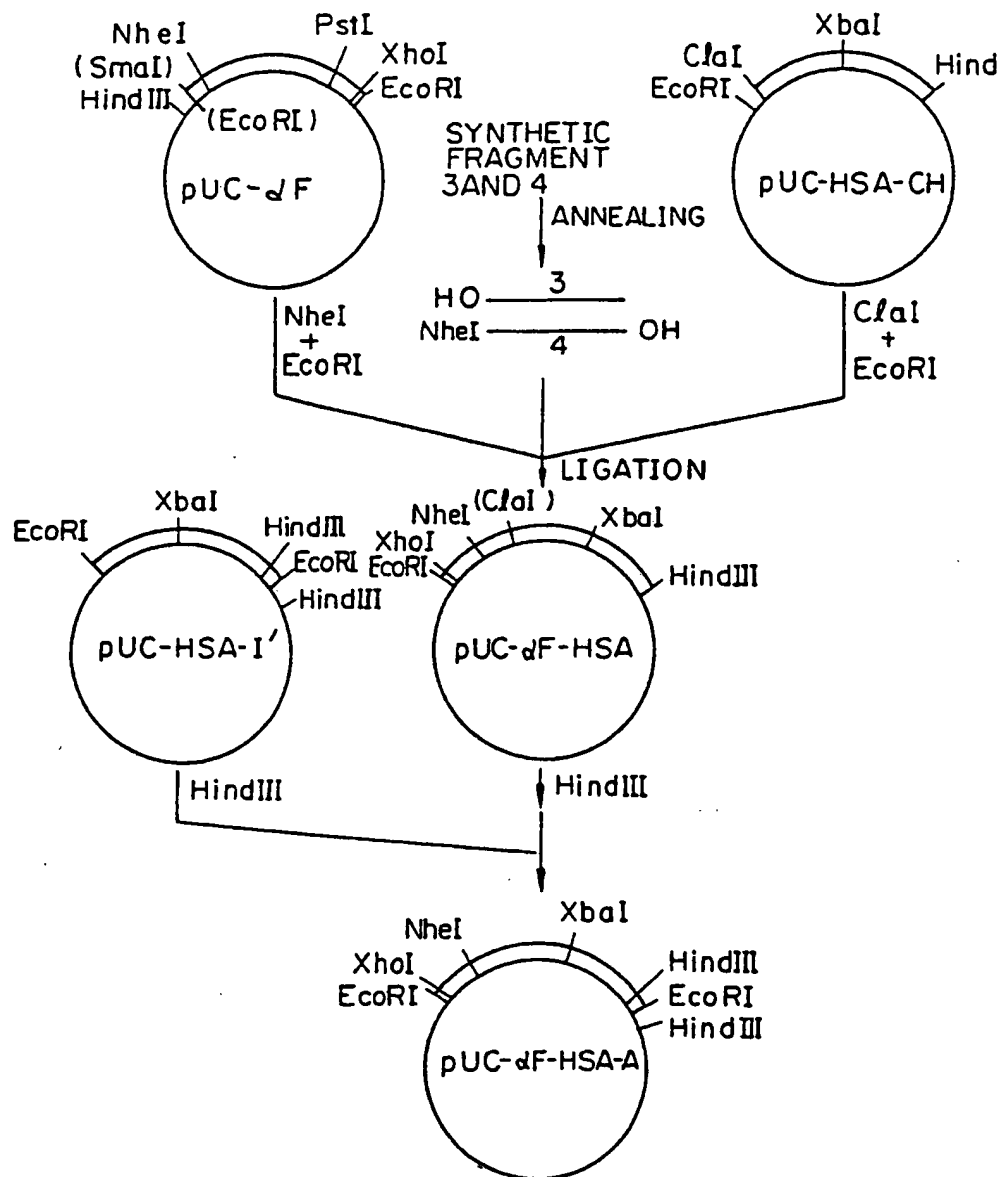 NheI
(SmaI)
HindIII
(EcoRI)
PstI
XhoI
EcoRI
pUC-αF
SYNTHETIC
FRAGMENT
3 AND 4
ANNEALING
HO 3
NheI 4 OH
XbaI
ClaI
EcoRI
Hind
pUC-HSA-CH
NheI
+
EcoRI
ClaI
+
EcoRI
LIGATION
EcoRI
XbaI
HindIII
EcoRI
HindIII
pUC-HSA-I'
(ClaI)
NheI
XhoI
EcoRI
XbaI
HindIII
pUC-αF-HSA
HindIII
HindIII
XbaI
NheI
XhoI
EcoRI
HindIII
EcoRI
HindIII
pUC-αF-HSA-A